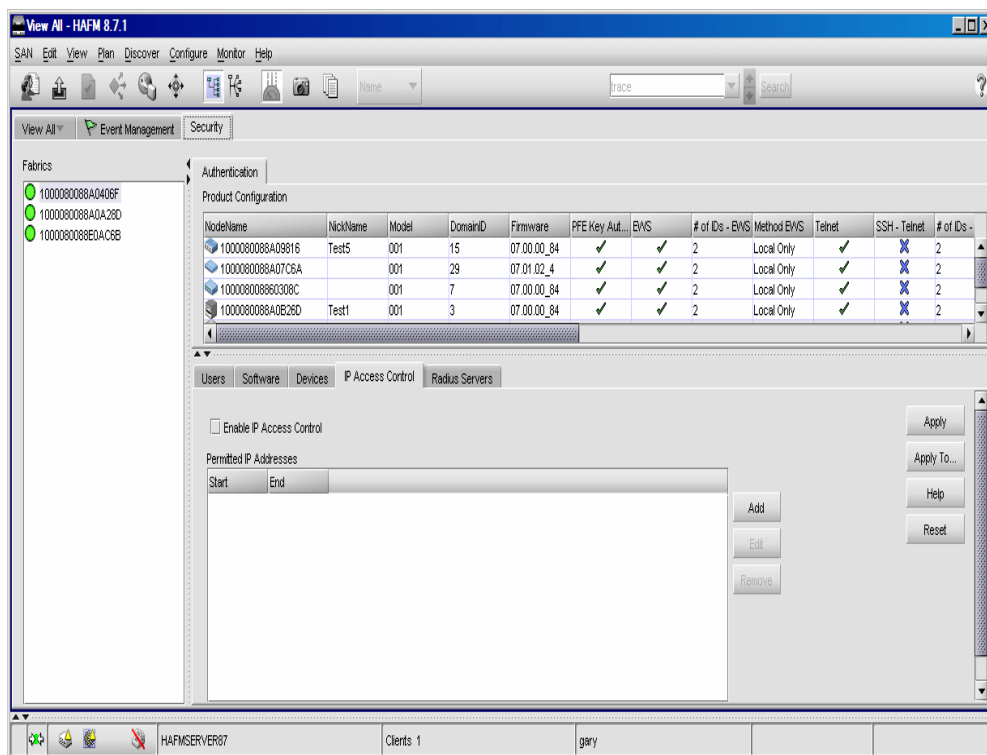 View All - HAFM 8.7.1
SAN Edit View Plan Discover Configure Monitor Help
Name trace Search ?
View All Event Management Security
Fabrics
1000080088A0406F
1000080088A0A28D
1000080088E0AC6B
Authentication
Product Configuration
NodeName NickName Model DomainID Firmware PFE Key Aut... EWS # of IDs - EWS Method EWS Telnet SSH - Telnet # of IDs -
1000080088A09816 Test5 001 15 07.00.00_84 2 Local Only 2
1000080088A07C6A 001 29 07.01.02_4 2 Local Only 2
100008008860308C 001 7 07.00.00_84 2 Local Only 2
1000080088A0B26D Test1 001 3 07.00.00_84 2 Local Only 2
Users Software Devices IP Access Control Radius Servers
Enable IP Access Control
Permitted IP Addresses
Start End
Add
Edit
Remove
Apply
Apply To...
Help
Reset
HAFMSERVER87 Clients 1 gary